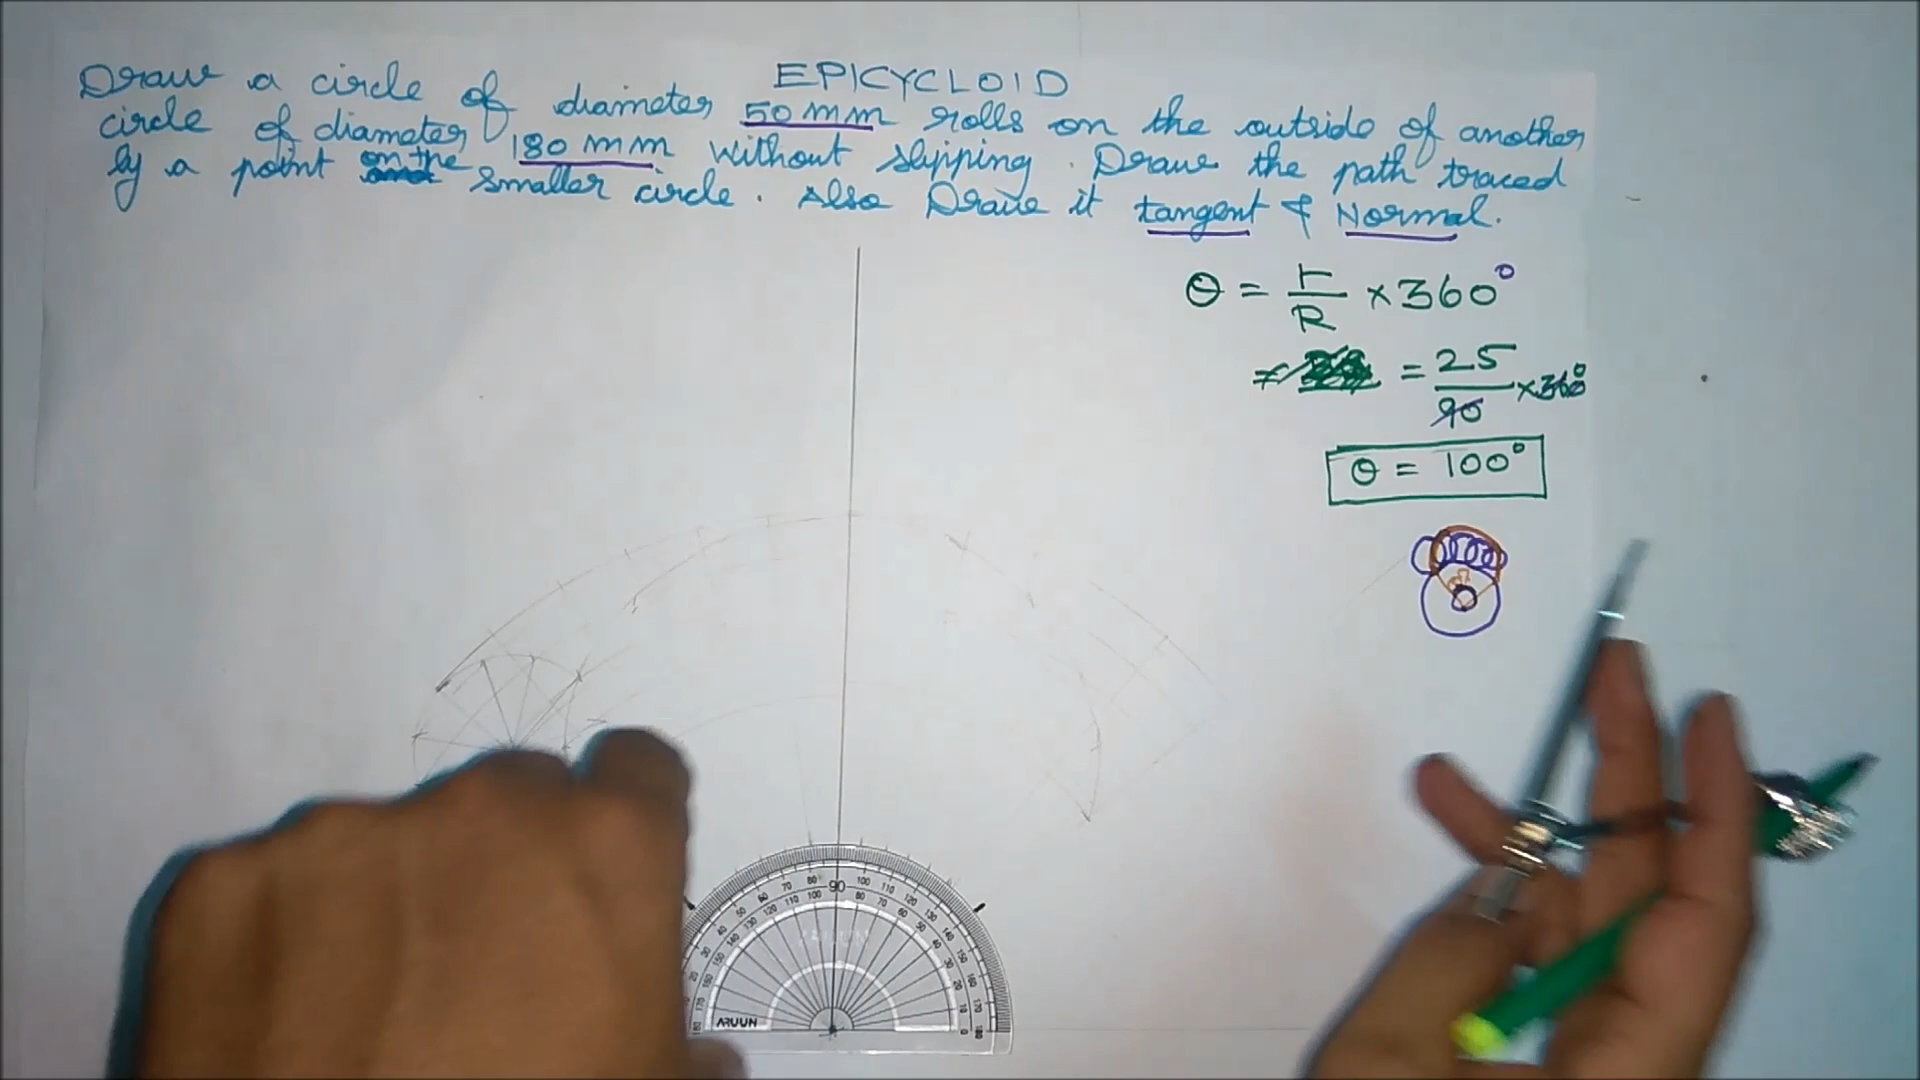 EPICYCLOID
Draw a circle of diameter 50 mm rolls on the outside of another
circle of diameter 180 mm without slipping. Draw the path traced
by a point on the smaller circle. Also Draw it tangent & Normal.
θ = r/R × 360°
= = 25/90 × 360°
θ = 100°
90
ARUUN